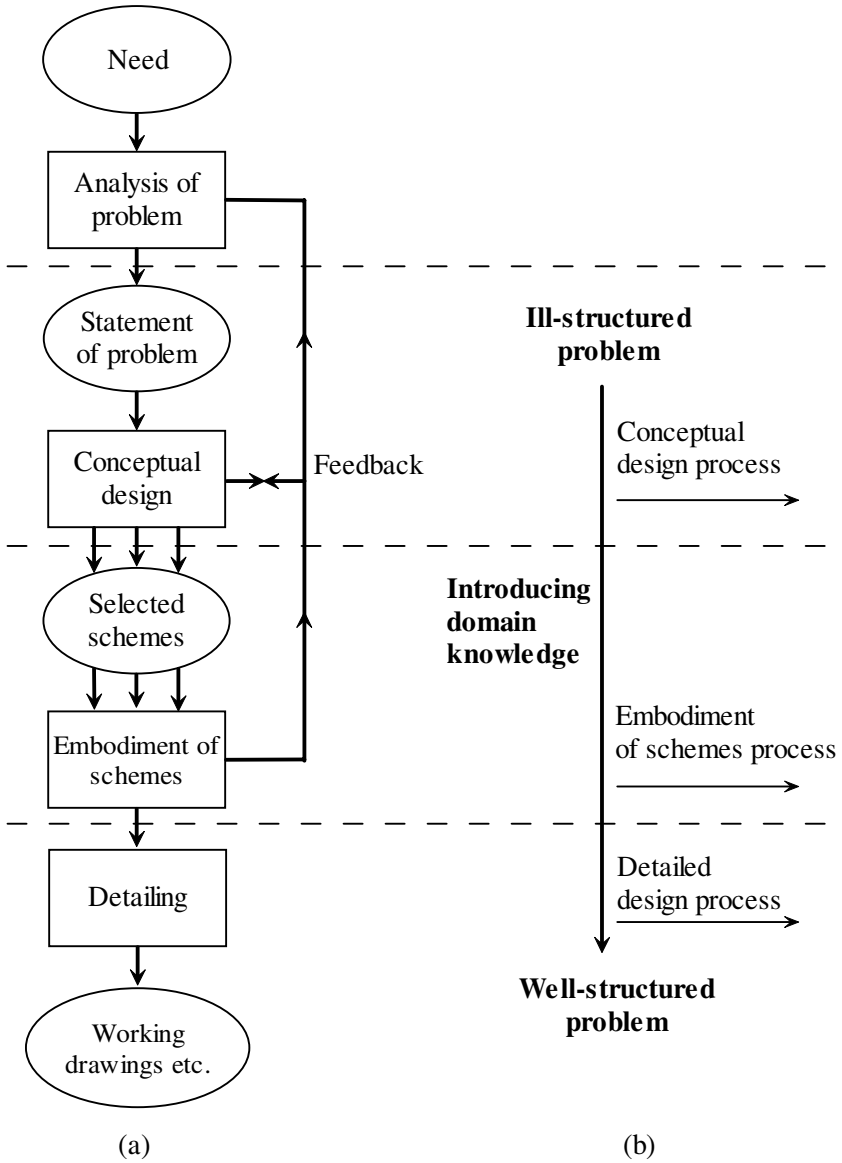 Need
Analysis of
problem
Statement
of problem
Conceptual
design
Feedback
Selected
schemes
Embodiment of
schemes
Detailing
Working
drawings etc.
(a)
Ill-structured
problem
Conceptual
design process
Introducing
domain
knowledge
Embodiment
of schemes process
Detailed
design process
Well-structured
problem
(b)